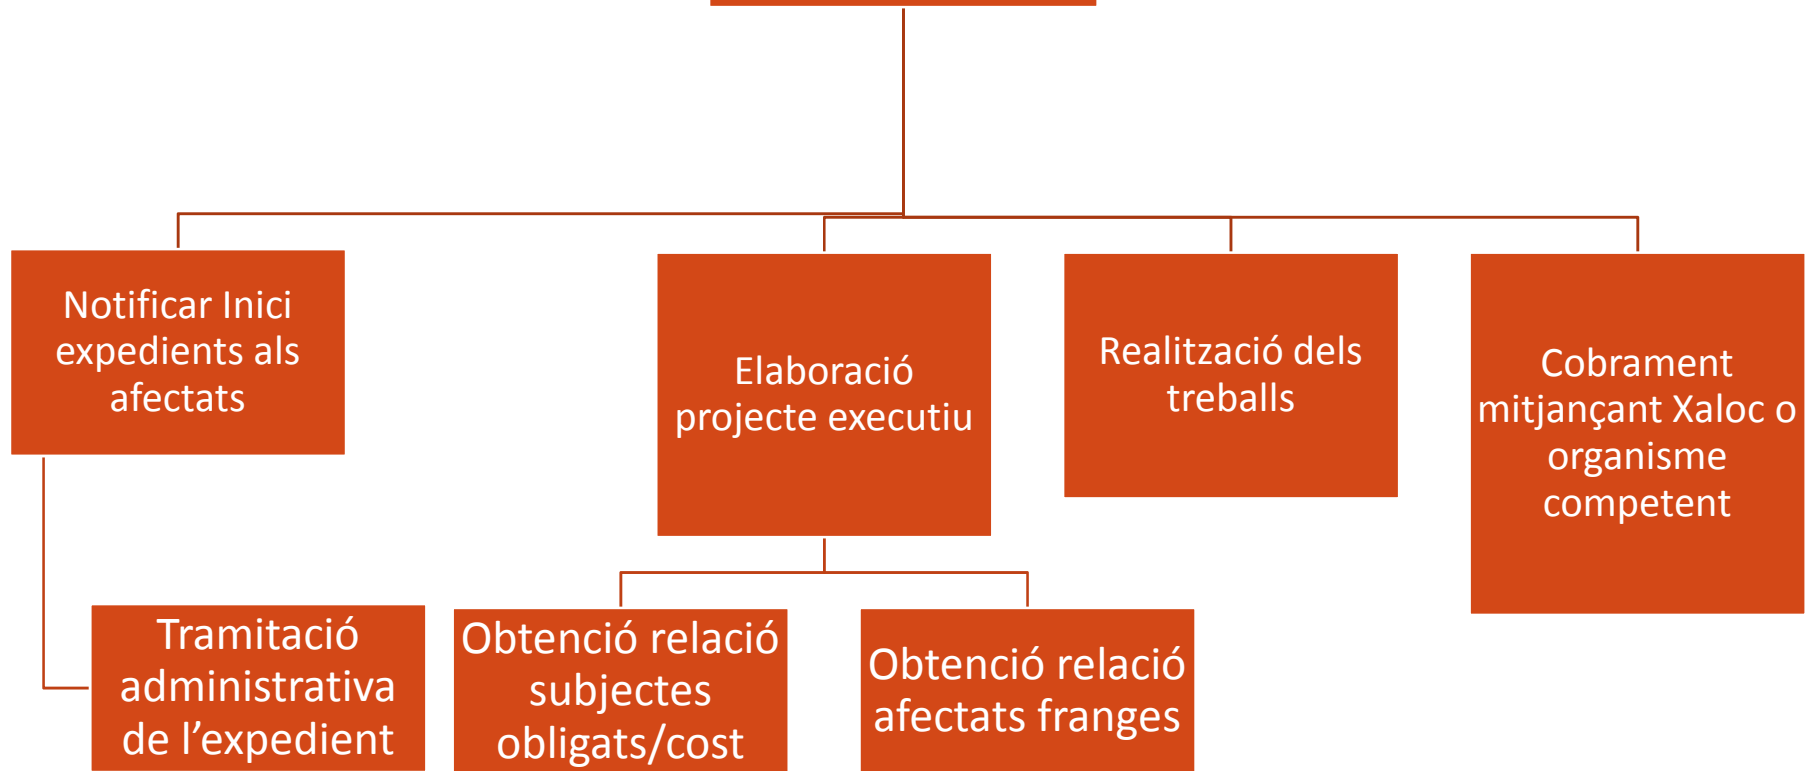 Notificar Inici
expedients als
afectats
Elaboració
projecte executiu
Realització dels
treballs
Cobrament
mitjançant Xaloc o
organisme
competent
Tramitació
administrativa
de l’expedient
Obtenció relació
subjectes
obligats/cost
Obtenció relació
afectats franges